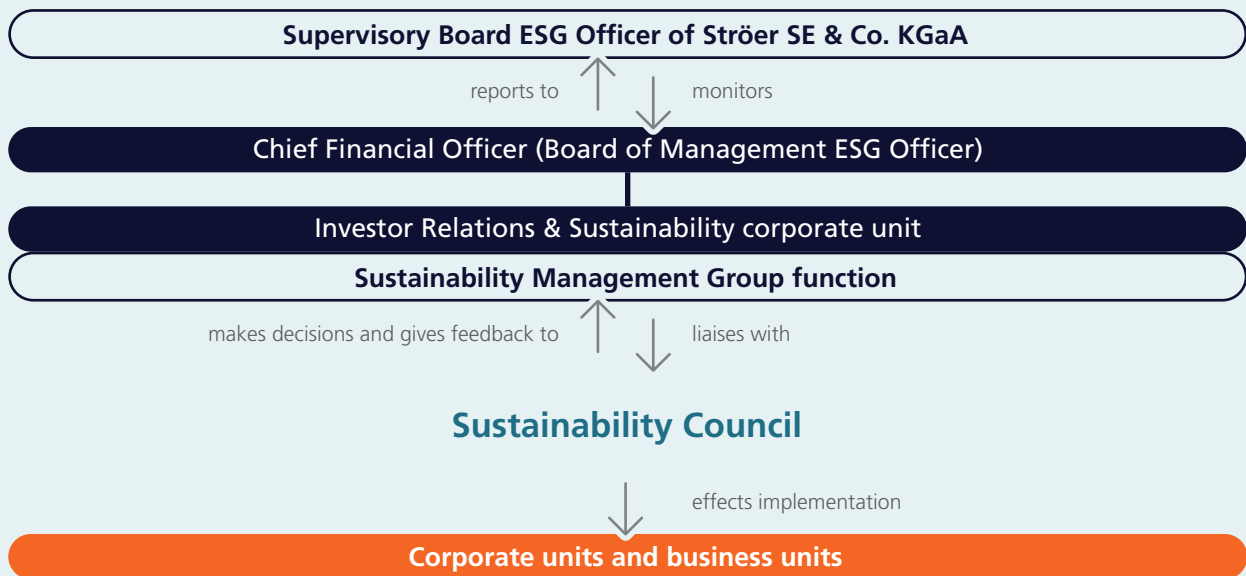 Supervisory Board ESG Officer of Ströer SE & Co. KGaA
reports to
monitors
Chief Financial Officer (Board of Management ESG Officer)
Investor Relations & Sustainability corporate unit
Sustainability Management Group function
makes decisions and gives feedback to
liaises with
Sustainability Council
effects implementation
Corporate units and business units